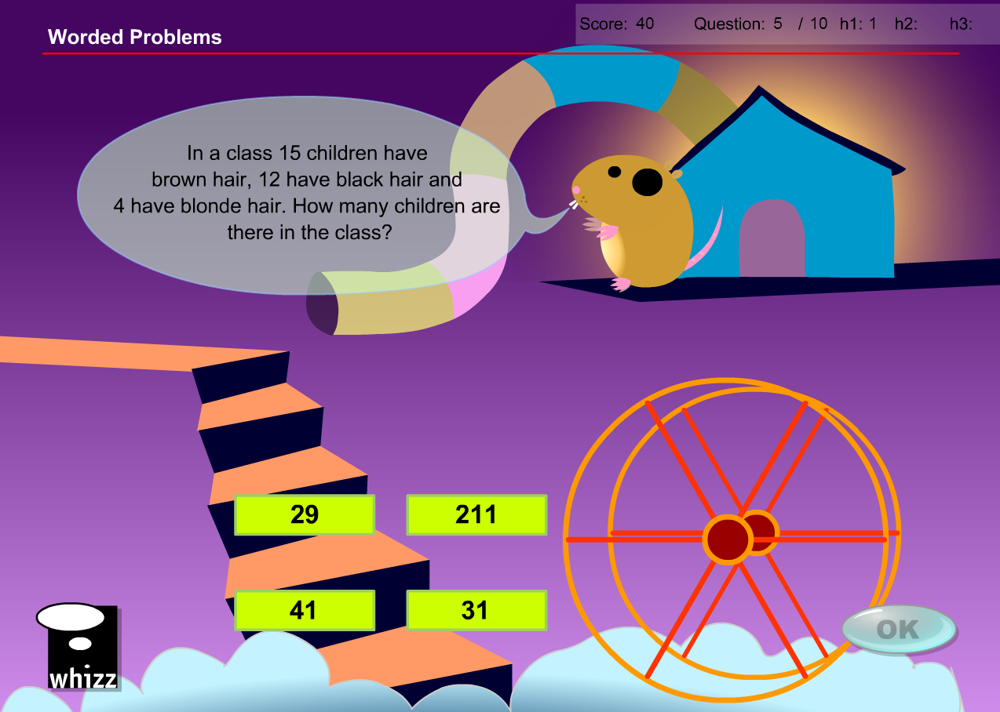 Worded Problems
Score: 40 Question: 5 / 10 h1: 1 h2: h3:
In a class 15 children have
brown hair, 12 have black hair and
4 have blonde hair. How many children are
there in the class?
29 211
41 31
OK
whizz